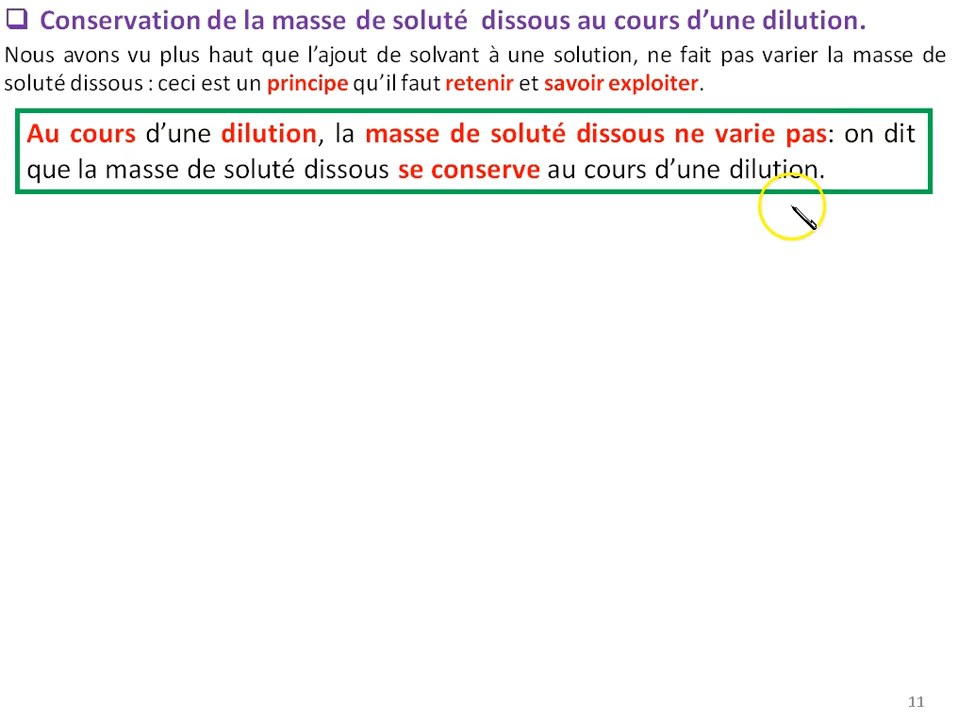 ❑ Conservation de la masse de soluté dissous au cours d’une dilution.
Nous avons vu plus haut que l’ajout de solvant à une solution, ne fait pas varier la masse de
soluté dissous : ceci est un principe qu’il faut retenir et savoir exploiter.
Au cours d’une dilution, la masse de soluté dissous ne varie pas: on dit
que la masse de soluté dissous se conserve au cours d’une dilution.
11